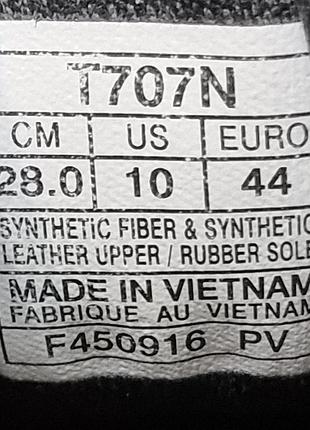 T707N
CM US EURO
28.0 10 44
SYNTHETIC FIBER & SYNTHETIC
LEATHER UPPER / RUBBER SOLE
MADE IN VIETNAM
FABRIQUE AU VIETNAM
F450916 PV